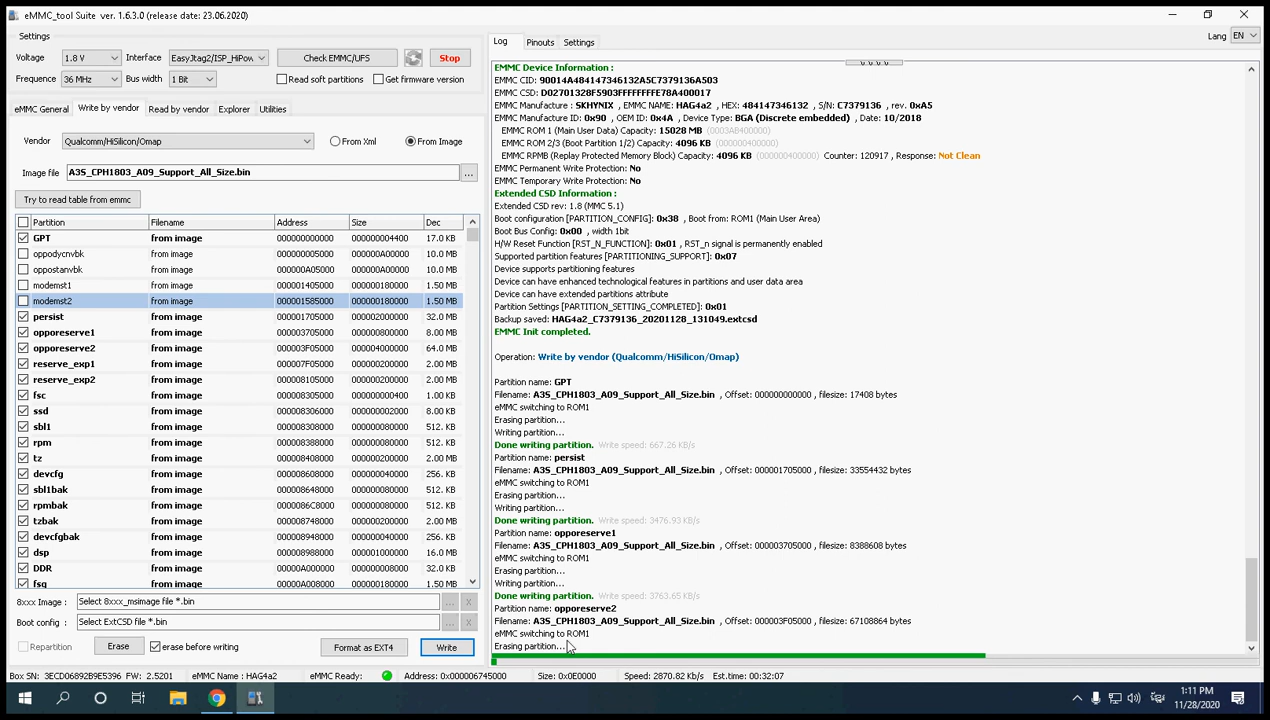 eMMC_tool Suite ver. 1.6.3.0 (release date: 23.06.2020)
Settings
Voltage 1.8 V Interface EasyJtag2/ISP_HiPow Check EMMC/UFS Stop
Frequency 36 MHz Bus width 1 Bit Read soft partitions Get firmware version
eMMC General Write by vendor Read by vendor Explorer Utilities
Vendor Qualcomm/HiSilicon/Omap From Xml From Image
Image file A3S_CPH1803_A09_Support_All_Size.bin ...
Try to read table from emmc
Partition Filename Address Size Dec
GPT from image 000000000000 000000004400 17.0 KB
oppodycnvbk from image 000000005000 000000A00000 10.0 MB
oppostanvbk from image 000000A05000 000000A00000 10.0 MB
modemst1 from image 000001405000 000000180000 1.50 MB
modemst2 from image 000001585000 000000180000 1.50 MB
persist from image 000001705000 000002000000 32.0 MB
opporeserve1 from image 000003705000 000000800000 8.00 MB
opporeserve2 from image 000003F05000 000004000000 64.0 MB
reserve_exp1 from image 000007F05000 000000200000 2.00 MB
reserve_exp2 from image 000008105000 000000200000 2.00 MB
fsc from image 000008305000 000000000400 1.00 KB
ssd from image 000008306000 000000002000 8.00 KB
sbl1 from image 000008308000 000000080000 512. KB
rpm from image 000008388000 000000080000 512. KB
tz from image 000008408000 000000200000 2.00 MB
devcfg from image 000008608000 000000040000 256. KB
sbl1bak from image 000008648000 000000080000 512. KB
rpmbak from image 0000086C8000 000000080000 512. KB
tzbak from image 000008748000 000000200000 2.00 MB
devcfgbak from image 000008948000 000000040000 256. KB
dsp from image 000008988000 000001000000 16.0 MB
DDR from image 00000A000000 000000008000 32.0 KB
fsg from image 00000A008000 000000180000 1.50 MB
8xxx Image : Select 8xxx_msimage file *.bin ... X
Boot config : Select ExtCSD file *.bin ... X
Repartition Erase erase before writing Format as EXT4 Write
Log Pinouts Settings Lang EN
EMMC Device Information :
EMMC CID: 90014A484147346132A5C7379136A503
EMMC CSD: D02701328F5903FFFFFFFFE78A400017
EMMC Manufacture : SKHYNIX , EMMC NAME: HAG4a2 , HEX: 484147346132 , S/N: C7379136 , rev. 0xA5
EMMC Manufacture ID: 0x90 , OEM ID: 0x4A , Device Type: BGA (Discrete embedded) , Date: 10/2018
EMMC ROM 1 (Main User Data) Capacity: 15028 MB (0003AB400000)
EMMC ROM 2/3 (Boot Partition 1/2) Capacity: 4096 KB (000000400000)
EMMC RPMB (Replay Protected Memory Block) Capacity: 4096 KB (000000400000) Counter: 120917 , Response: Not Clean
EMMC Permanent Write Protection: No
EMMC Temporary Write Protection: No
Extended CSD Information :
Extended CSD rev: 1.8 (MMC 5.1)
Boot configuration [PARTITION_CONFIG]: 0x38 , Boot from: ROM1 (Main User Area)
Boot Bus Config: 0x00 , width 1bit
H/W Reset Function [RST_N_FUNCTION]: 0x01 , RST_n signal is permanently enabled
Supported partition features [PARTITIONING_SUPPORT]: 0x07
Device supports partitioning features
Device can have enhanced technological features in partitions and user data area
Device can have extended partitions attribute
Partition Settings [PARTITION_SETTING_COMPLETED]: 0x01
Backup saved: HAG4a2_C7379136_20201128_131049.extcsd
EMMC Init completed.
Operation: Write by vendor (Qualcomm/HiSilicon/Omap)
Partition name: GPT
Filename: A3S_CPH1803_A09_Support_All_Size.bin , Offset: 000000000000 , filesize: 17408 bytes
eMMC switching to ROM1
Erasing partition...
Writing partition...
Done writing partition. Write speed: 667.26 KB/s
Partition name: persist
Filename: A3S_CPH1803_A09_Support_All_Size.bin , Offset: 000001705000 , filesize: 33554432 bytes
eMMC switching to ROM1
Erasing partition...
Writing partition...
Done writing partition. Write speed: 3476.93 KB/s
Partition name: opporeserve1
Filename: A3S_CPH1803_A09_Support_All_Size.bin , Offset: 000003705000 , filesize: 8388608 bytes
eMMC switching to ROM1
Erasing partition...
Writing partition...
Done writing partition. Write speed: 3763.65 KB/s
Partition name: opporeserve2
Filename: A3S_CPH1803_A09_Support_All_Size.bin , Offset: 000003F05000 , filesize: 67108864 bytes
eMMC switching to ROM1
Erasing partition...
Box SN: 3ECD06892B9E5396 FW: 2.5201 eMMC Name : HAG4a2 eMMC Ready: Address: 0x000006745000 Size: 0x0E0000 Speed: 2870.82 KB/s Est.time: 00:32:07
1:11 PM
11/28/2020